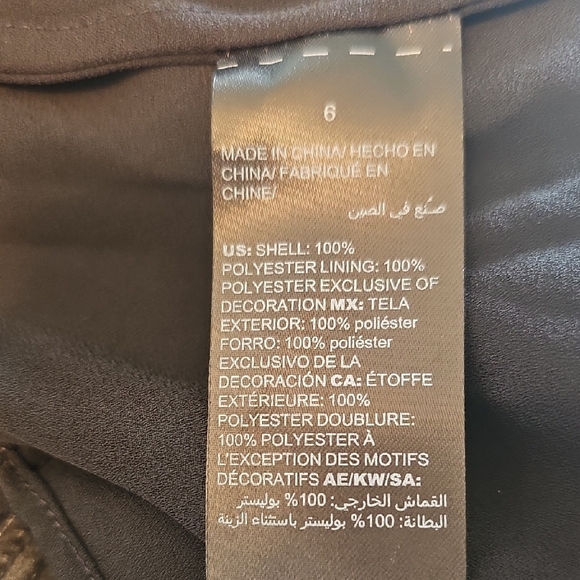 6
MADE IN CHINA/ HECHO EN
CHINA/ FABRIQUÉ EN
CHINE/
صنع في الصين
US: SHELL: 100%
POLYESTER LINING: 100%
POLYESTER EXCLUSIVE OF
DECORATION MX: TELA
EXTERIOR: 100% poliéster
FORRO: 100% poliéster
EXCLUSIVO DE LA
DECORACIÓN CA: ÉTOFFE
EXTÉRIEURE: 100%
POLYESTER DOUBLURE:
100% POLYESTER À
L'EXCEPTION DES MOTIFS
DÉCORATIFS AE/KW/SA:
القماش الخارجي: 100% بوليستر
البطانة: 100% بوليستر باستثناء الزينة